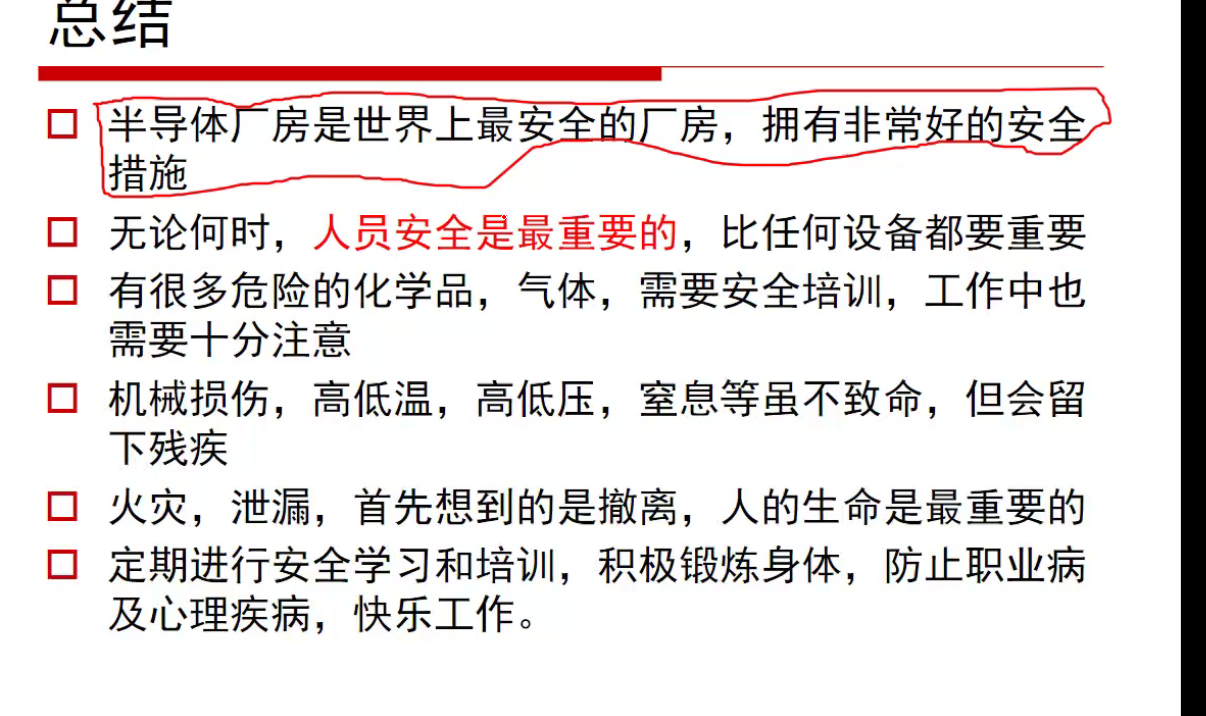 总结
半导体厂房是世界上最安全的厂房，拥有非常好的安全
措施
无论何时，人员安全是最重要的，比任何设备都要重要
有很多危险的化学品，气体，需要安全培训，工作中也
需要十分注意
机械损伤，高低温，高低压，窒息等虽不致命，但会留
下残疾
火灾，泄漏，首先想到的是撤离，人的生命是最重要的
定期进行安全学习和培训，积极锻炼身体，防止职业病
及心理疾病，快乐工作。